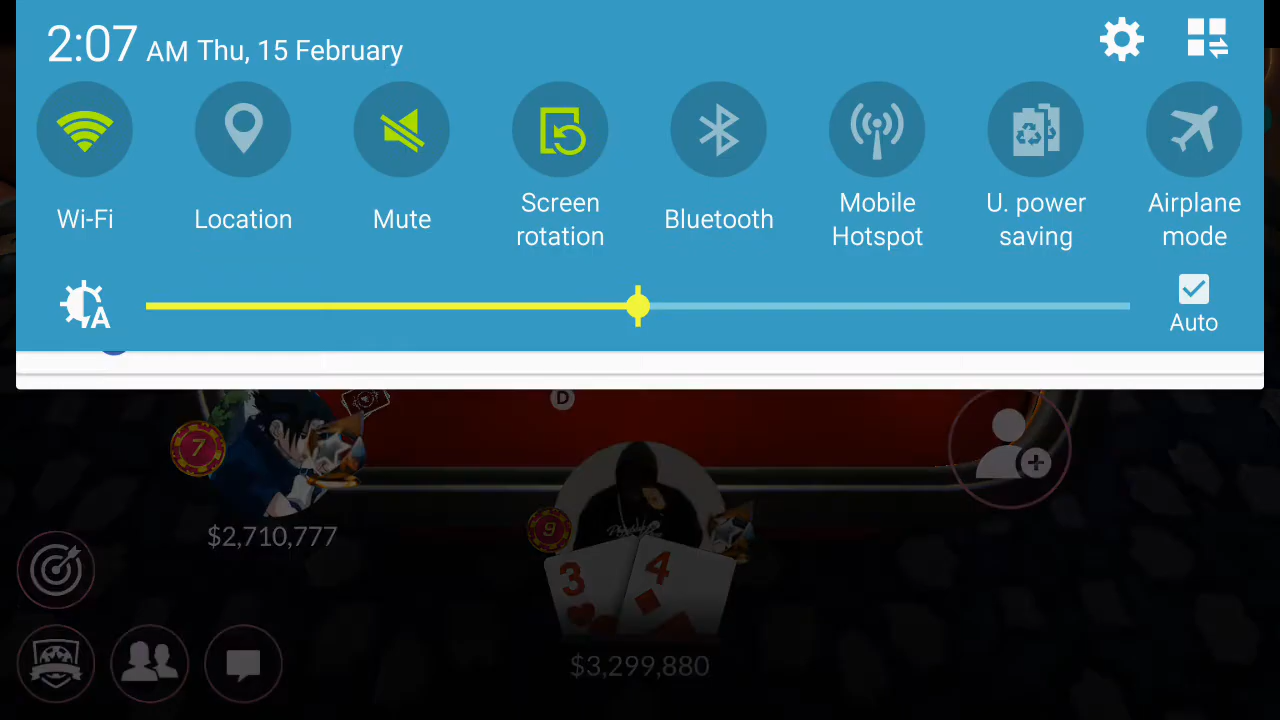 2:07 AM Thu, 15 February
Wi-Fi
Location
Mute
Screen
rotation
Bluetooth
Mobile
Hotspot
U. power
saving
Airplane
mode
A
Auto
D
7
$2,710,777
9
3
4
$3,299,880